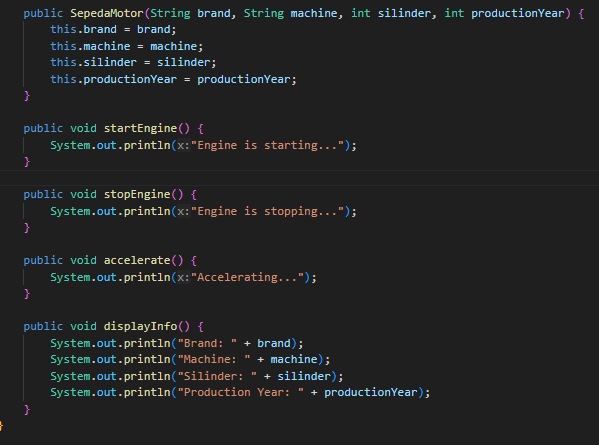 public SepedaMotor(String brand, String machine, int silinder, int productionYear) {
this.brand = brand;
this.machine = machine;
this.silinder = silinder;
this.productionYear = productionYear;
}
public void startEngine() {
System.out.println(x:"Engine is starting...");
}
public void stopEngine() {
System.out.println(x:"Engine is stopping...");
}
public void accelerate() {
System.out.println(x:"Accelerating...");
}
public void displayInfo() {
System.out.println("Brand: " + brand);
System.out.println("Machine: " + machine);
System.out.println("Silinder: " + silinder);
System.out.println("Production Year: " + productionYear);
}
}